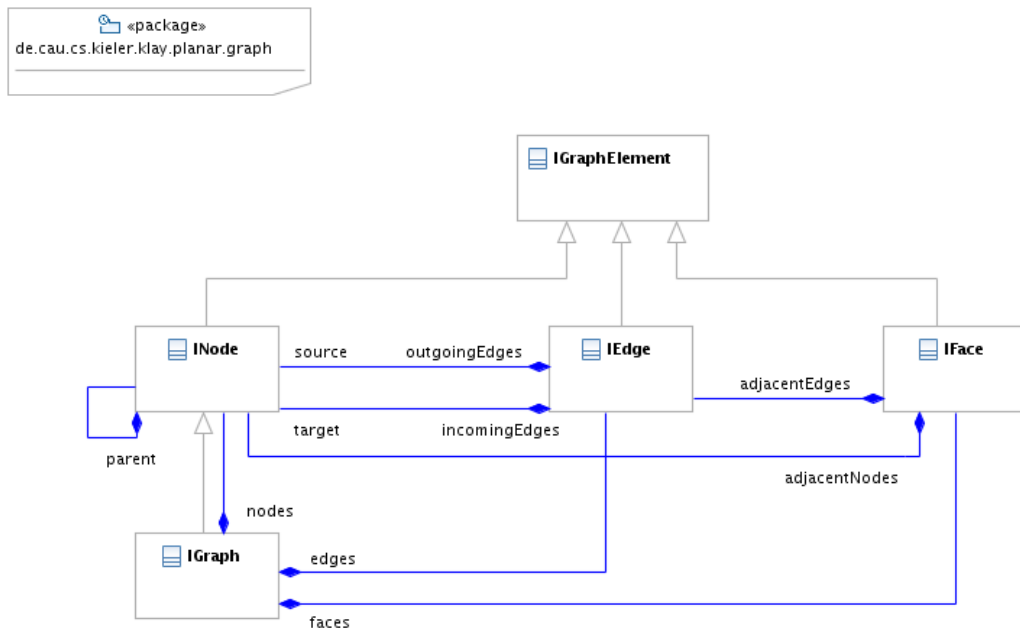 «package»
de.cau.cs.kieler.klay.planar.graph
IGraphElement
INode
source
outgoingEdges
IEdge
IFace
adjacentEdges
target
incomingEdges
parent
adjacentNodes
nodes
IGraph
edges
faces